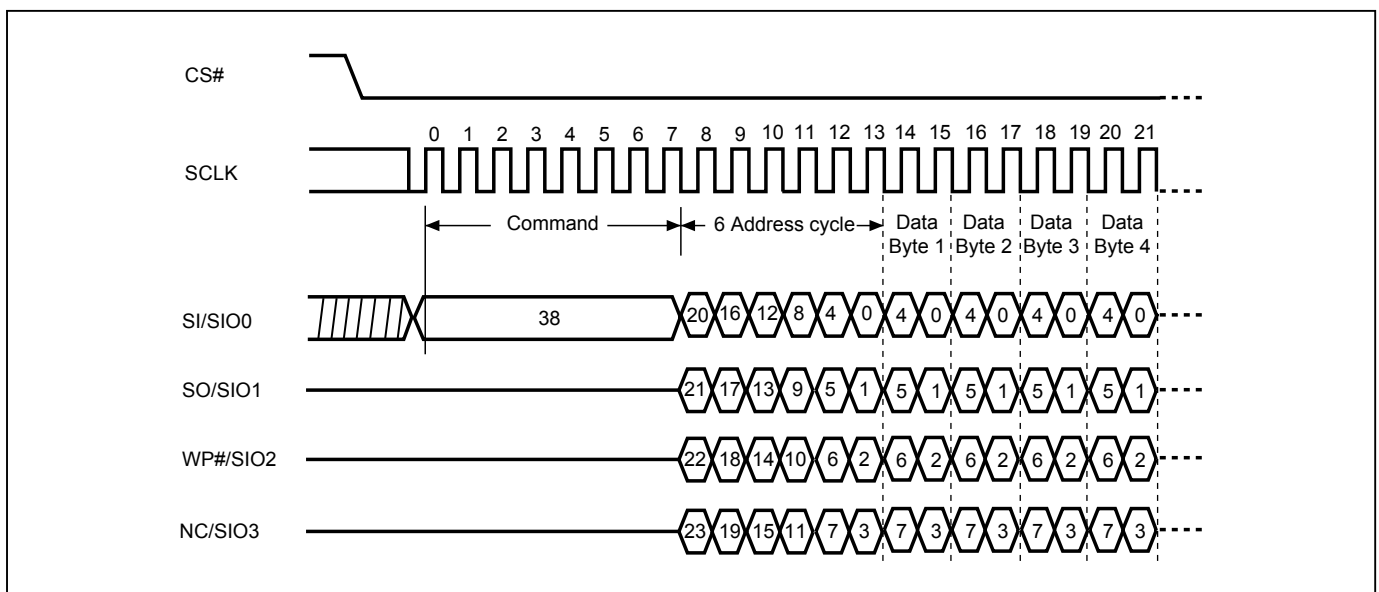 CS#
0 1 2 3 4 5 6 7 8 9 10 11 12 13 14 15 16 17 18 19 20 21
SCLK
Command 6 Address cycle Data Data Data Data
Byte 1 Byte 2 Byte 3 Byte 4
SI/SIO0 38 20 16 12 8 4 0 4 0 4 0 4 0 4 0
SO/SIO1 21 17 13 9 5 1 5 1 5 1 5 1 5 1
WP#/SIO2 22 18 14 10 6 2 6 2 6 2 6 2 6 2
NC/SIO3 23 19 15 11 7 3 7 3 7 3 7 3 7 3